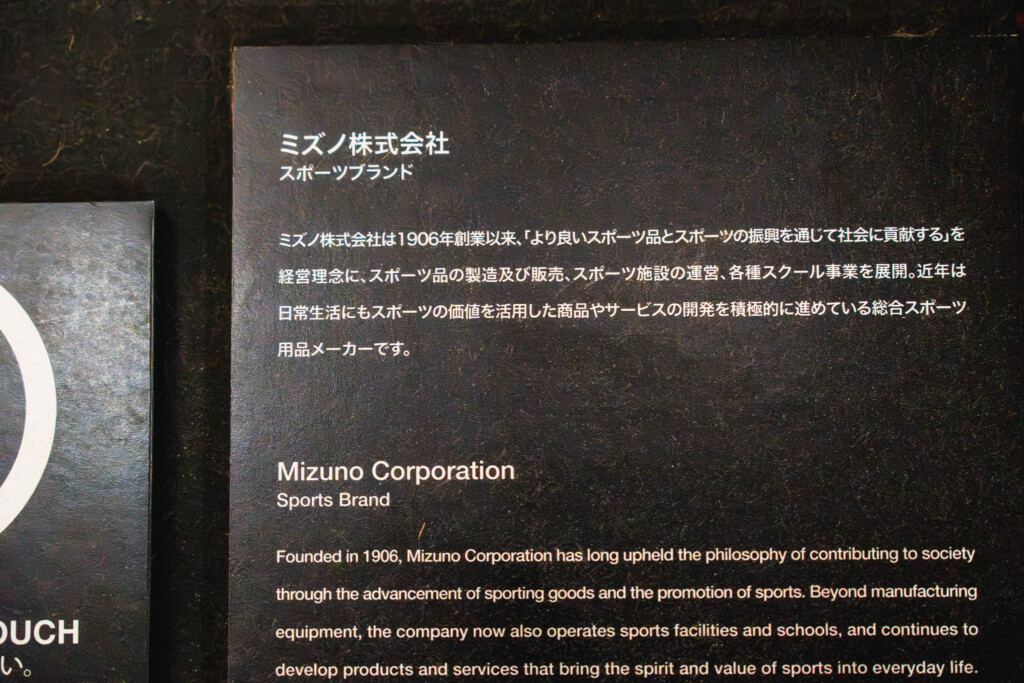 ミズノ株式会社
スポーツブランド
ミズノ株式会社は1906年創業以来、「より良いスポーツ品とスポーツの振興を通じて社会に貢献する」を
経営理念に、スポーツ品の製造及び販売、スポーツ施設の運営、各種スクール事業を展開。近年は
日常生活にもスポーツの価値を活用した商品やサービスの開発を積極的に進めている総合スポーツ
用品メーカーです。
Mizuno Corporation
Sports Brand
Founded in 1906, Mizuno Corporation has long upheld the philosophy of contributing to society
through the advancement of sporting goods and the promotion of sports. Beyond manufacturing
equipment, the company now also operates sports facilities and schools, and continues to
develop products and services that bring the spirit and value of sports into everyday life.
OUCH
い。